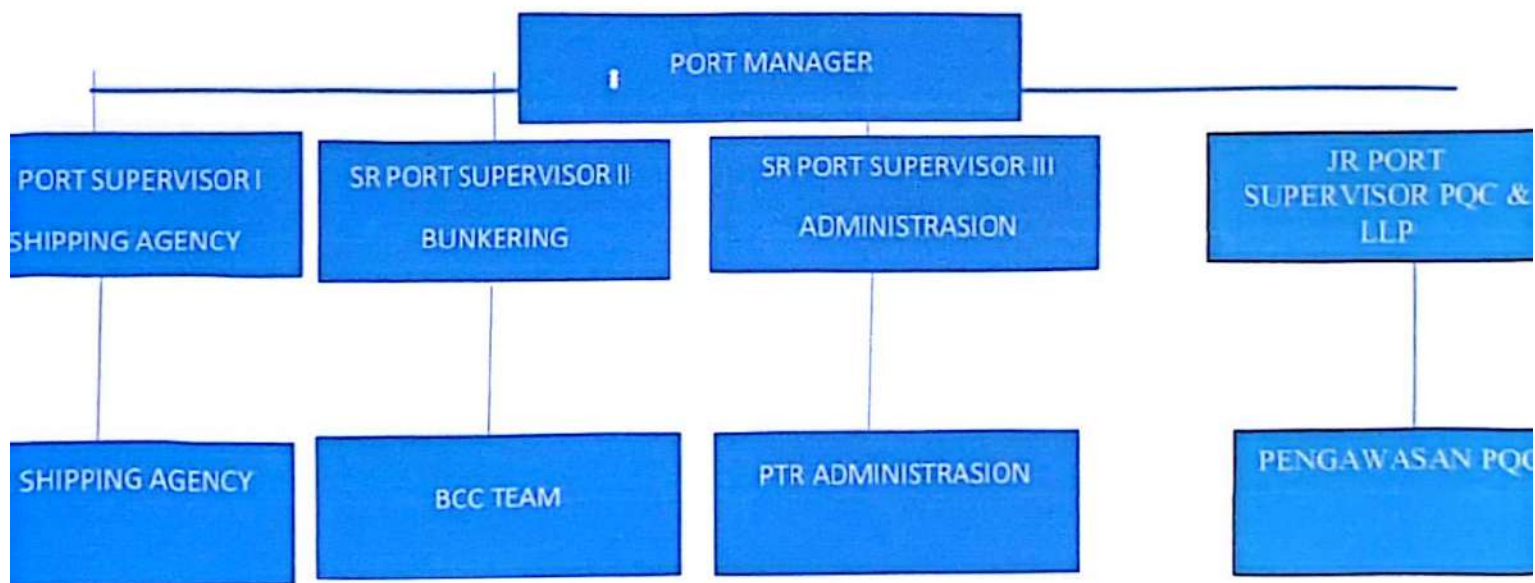 PORT MANAGER
PORT SUPERVISOR I
SHIPPING AGENCY
SR PORT SUPERVISOR II
BUNKERING
SR PORT SUPERVISOR III
ADMINISTRASION
JR PORT
SUPERVISOR PQC &
LLP
SHIPPING AGENCY
BCC TEAM
PTR ADMINISTRASION
PENGAWASAN PQC